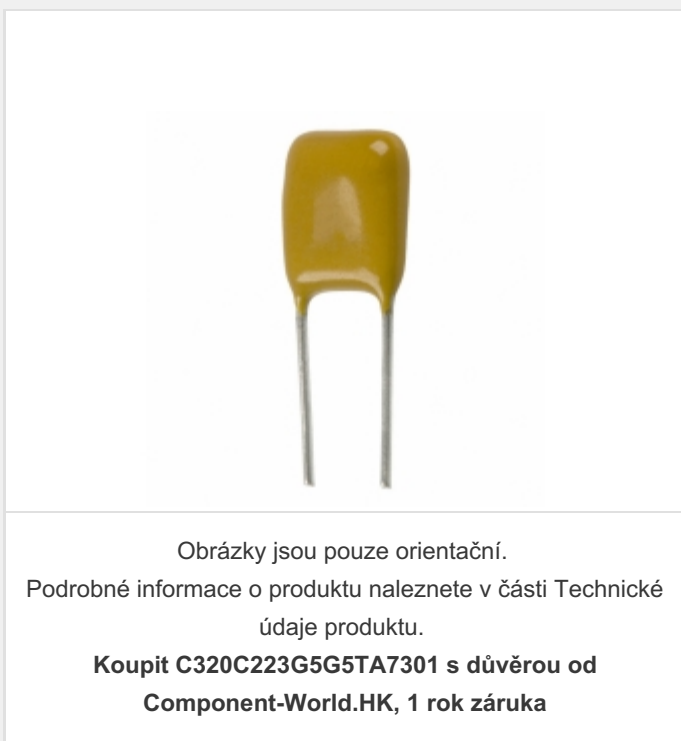 Obrázky jsou pouze orientační.
Podrobné informace o produktu naleznete v části Technické
údaje produktu.
Koupit C320C223G5G5TA7301 s důvěrou od
Component-World.HK, 1 rok záruka